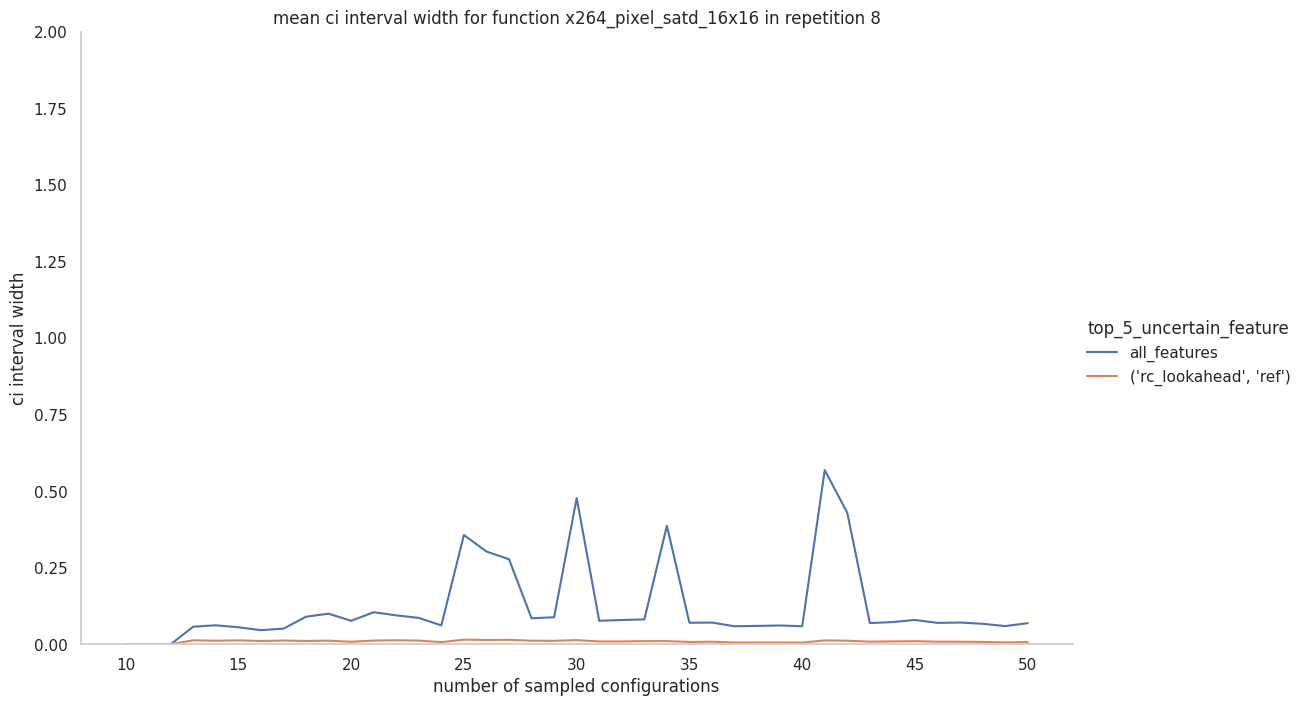 mean ci interval width for function x264_pixel_satd_16x16 in repetition 8
2.00
1.75
1.50
1.25
1.00
0.75
0.50
0.25
0.00
ci interval width
10 15 20 25 30 35 40 45 50
number of sampled configurations
top_5_uncertain_feature
all_features
('rc_lookahead', 'ref')